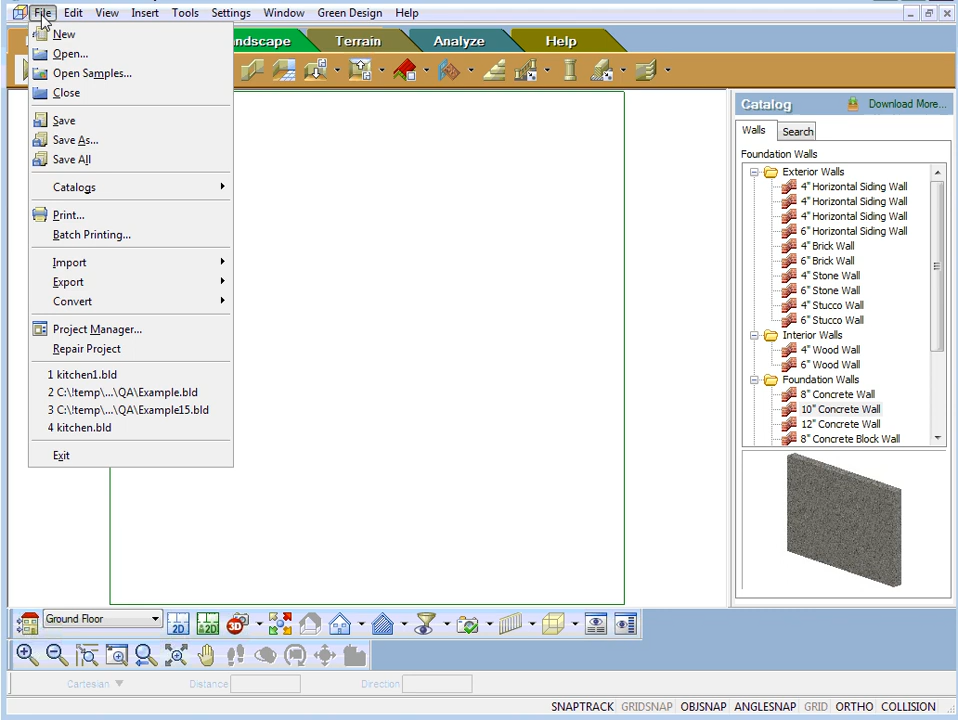 File Edit View Insert Tools Settings Window Green Design Help
ndscape Terrain Analyze Help
New
Open...
Open Samples...
Close
Save
Save As...
Save All
Catalogs
Print...
Batch Printing...
Import
Export
Convert
Project Manager...
Repair Project
1 kitchen1.bld
2 C:\!temp\...\QA\Example.bld
3 C:\!temp\...\QA\Example15.bld
4 kitchen.bld
Exit
Catalog Download More...
Walls Search
Foundation Walls
Exterior Walls
4" Horizontal Siding Wall
4" Horizontal Siding Wall
4" Horizontal Siding Wall
6" Horizontal Siding Wall
4" Brick Wall
6" Brick Wall
4" Stone Wall
6" Stone Wall
4" Stucco Wall
6" Stucco Wall
Interior Walls
4" Wood Wall
6" Wood Wall
Foundation Walls
8" Concrete Wall
10" Concrete Wall
12" Concrete Wall
8" Concrete Block Wall
Ground Floor 2D +2D 3D
Cartesian Distance Direction
SNAPTRACK GRIDSNAP OBJSNAP ANGLESNAP GRID ORTHO COLLISION